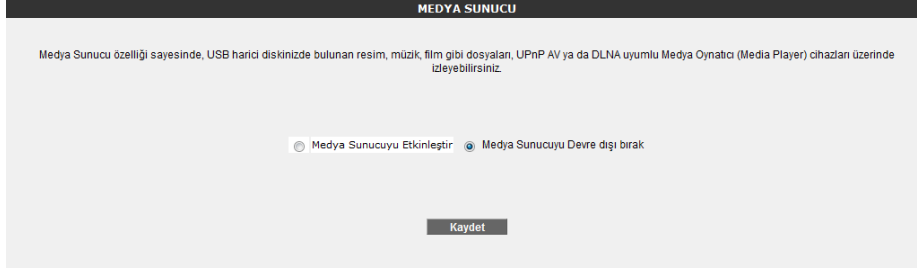 MEDYA SUNUCU
Medya Sunucu özelliği sayesinde, USB harici diskinizde bulunan resim, müzik, film gibi dosyaları, UPnP AV ya da DLNA uyumlu Medya Oynatıcı (Media Player) cihazları üzerinde
izleyebilirsiniz.
Medya Sunucuyu Etkinleştir Medya Sunucuyu Devre dışı bırak
Kaydet